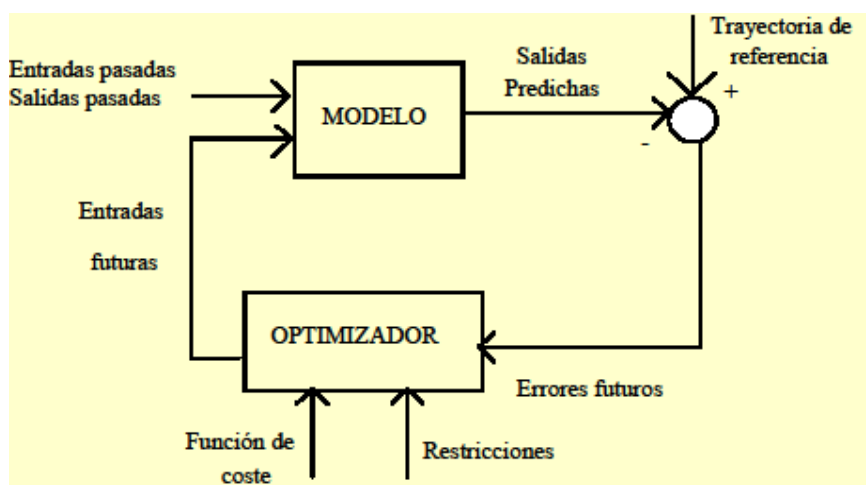 Trayectoria de
referencia
Entradas pasadas
Salidas pasadas
Salidas
Predichas
+
MODELO
-
Entradas
futuras
OPTIMIZADOR
Errores futuros
Función de
coste
Restricciones